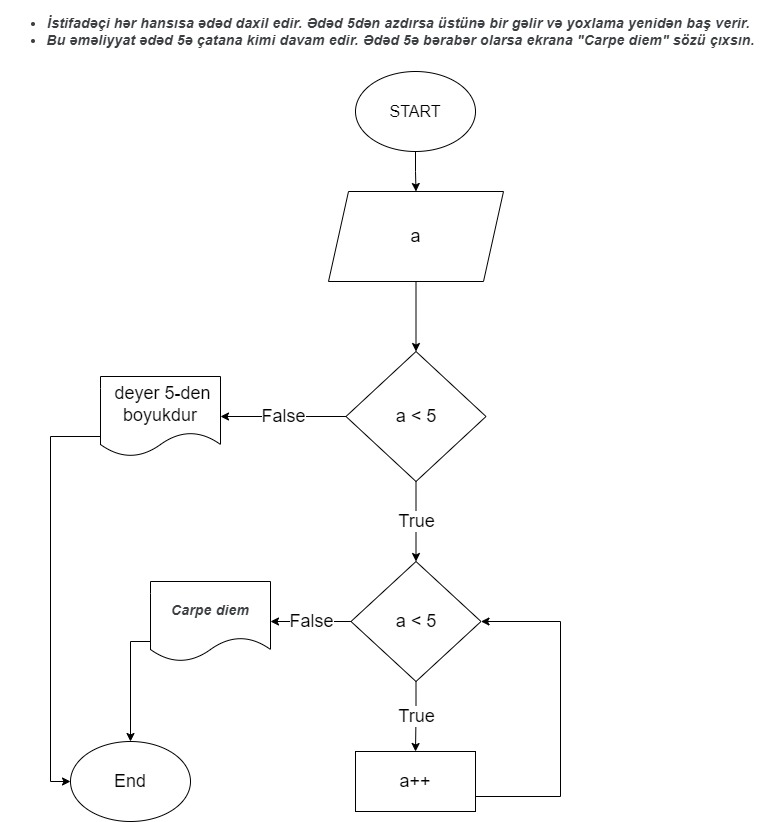 • İstifadəçi hər hansısa ədəd daxil edir. Ədəd 5dən azdırsa üstünə bir gəlir və yoxlama yenidən baş verir.
• Bu əməliyyat ədəd 5ə çatana kimi davam edir. Ədəd 5ə bərabər olarsa ekrana "Carpe diem" sözü çıxsın.
START
a
deyer 5-den
boyukdur
False
a < 5
True
Carpe diem
False
a < 5
True
End
a++